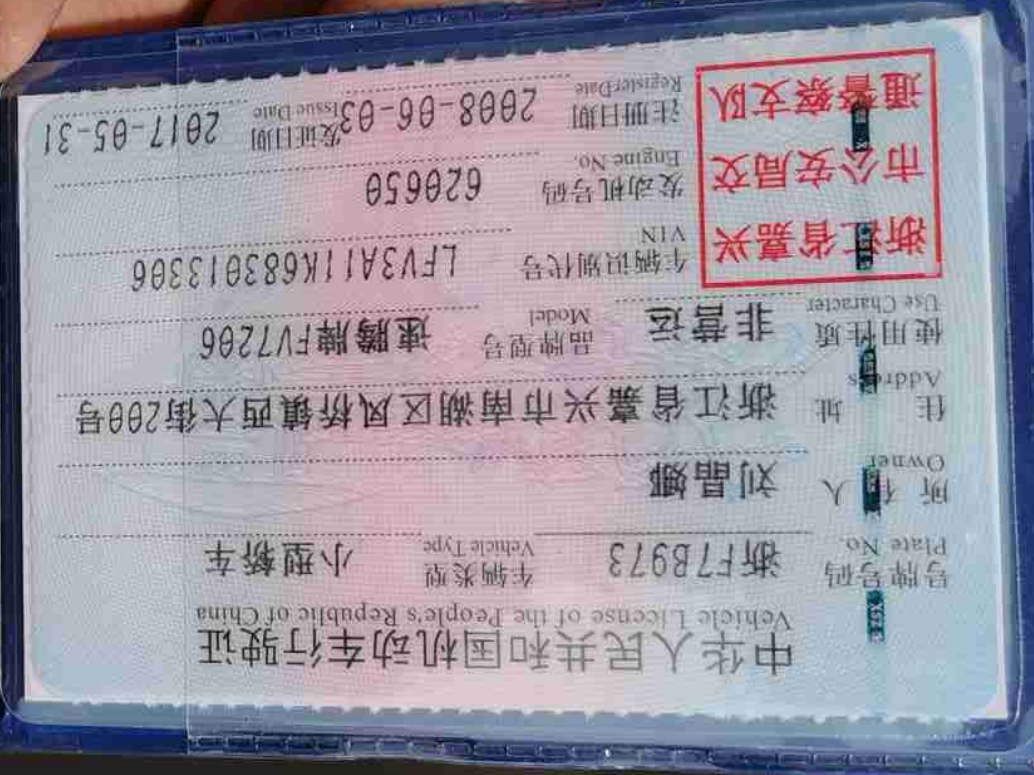 中华人民共和国机动车行驶证
Vehicle License of the People's Republic of China
号牌号码 浙F7B973 车辆类型 小型轿车
Plate No. Vehicle Type
所有人 刘晶娜
Owner
住址 浙江省嘉兴市南湖区凤桥镇西大街200号
Address
使用性质 非营运 品牌型号 速腾牌FV7206
Use Character Model
浙江省嘉兴
市公安局交
通警察支队
车辆识别代号 LFV3A11K683013306
VIN
发动机号码 620650
Engine No.
注册日期 2008-06-03 发证日期 2017-05-31
RegisterDate Issue Date